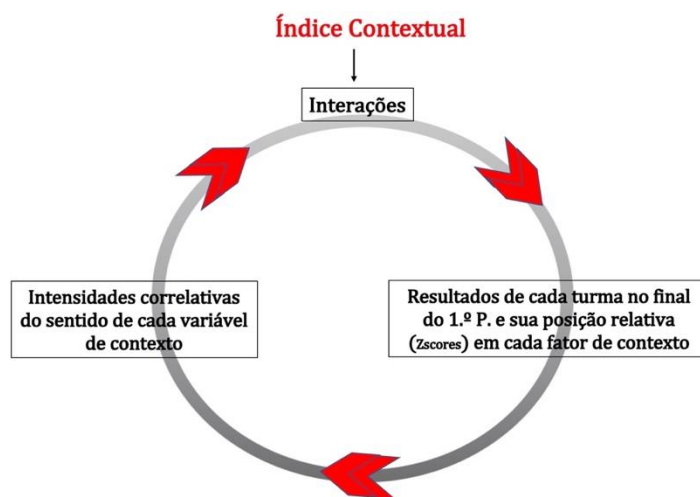 Índice Contextual
Interações
Intensidades correlativas
do sentido de cada variável
de contexto
Resultados de cada turma no final
do 1.º P. e sua posição relativa
(Zscores) em cada fator de contexto